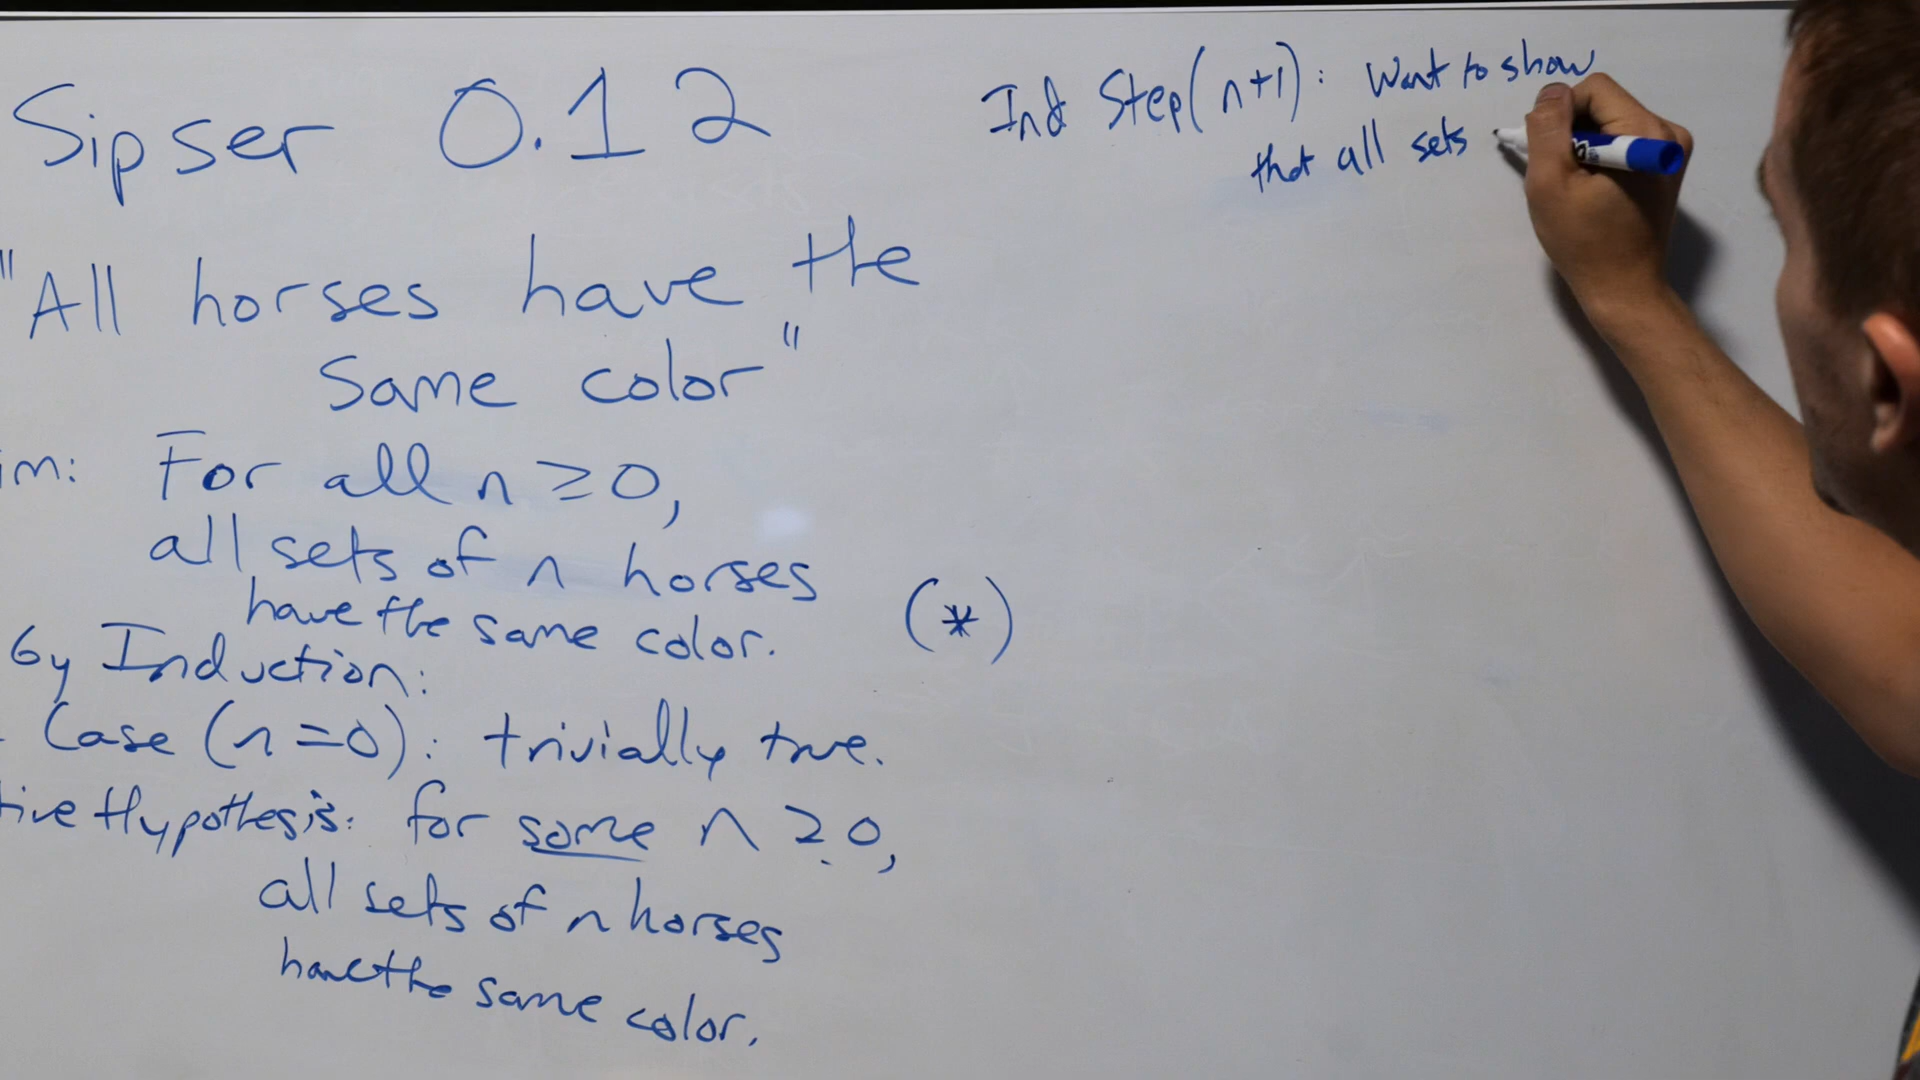 Sipser 0.12
"All horses have the
same color"
im: For all n ≥ 0,
all sets of n horses
have the same color. (*)
by Induction:
Case (n=0): trivially true.
tive Hypothesis: for some n ≥ 0,
all sets of n horses
have the same color.
Ind Step (n+1): Want to show
that all sets